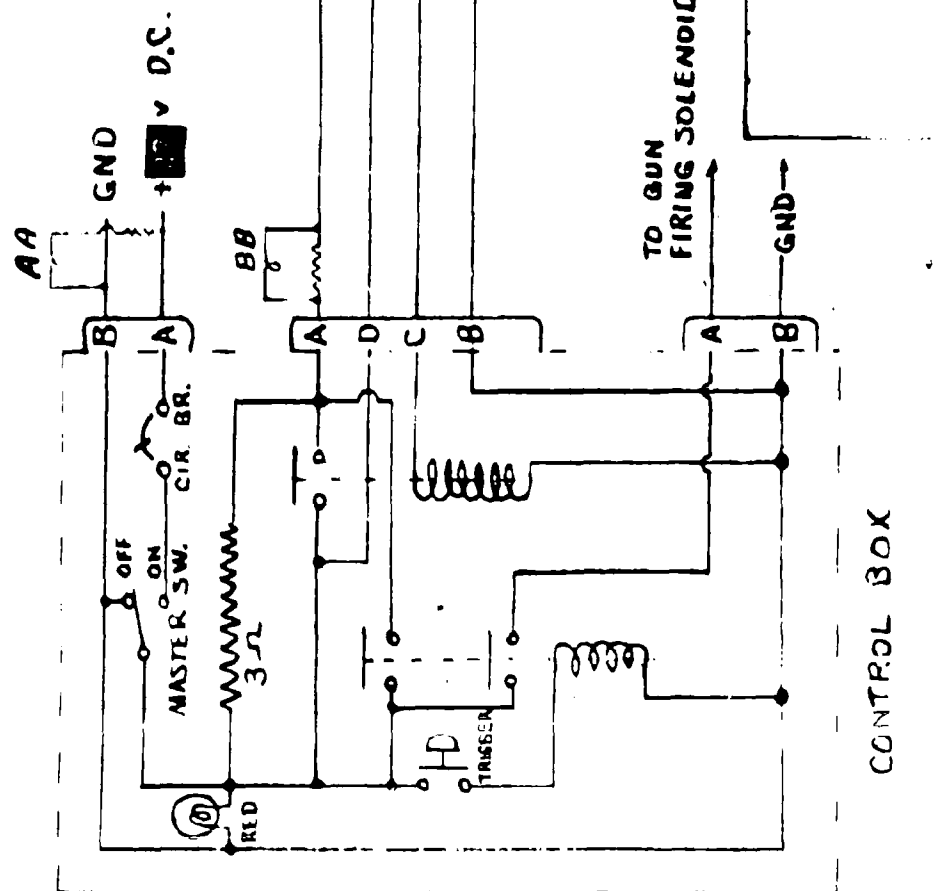 AA
GND
+ V D.C.
BB
TO GUN
FIRING SOLENOID
GND
B
A
A
D
C
B
A
B
CIR. BR.
OFF
ON
MASTER SW.
3Ω
TRIGGER
RED
CONTROL BOX